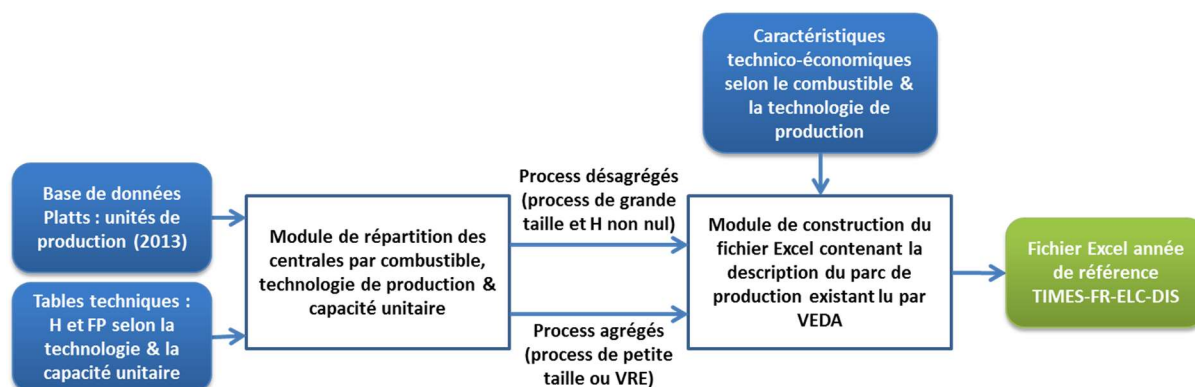 Base de données
Platts : unités de
production (2013)
Tables techniques :
H et FP selon la
technologie & la
capacité unitaire
Module de répartition des
centrales par combustible,
technologie de production &
capacité unitaire
Process désagrégés
(process de grande
taille et H non nul)
Process agrégés
(process de petite
taille ou VRE)
Caractéristiques
technico-économiques
selon le combustible &
la technologie de
production
Module de construction du
fichier Excel contenant la
description du parc de
production existant lu par
VEDA
Fichier Excel année
de référence
TIMES-FR-ELC-DIS